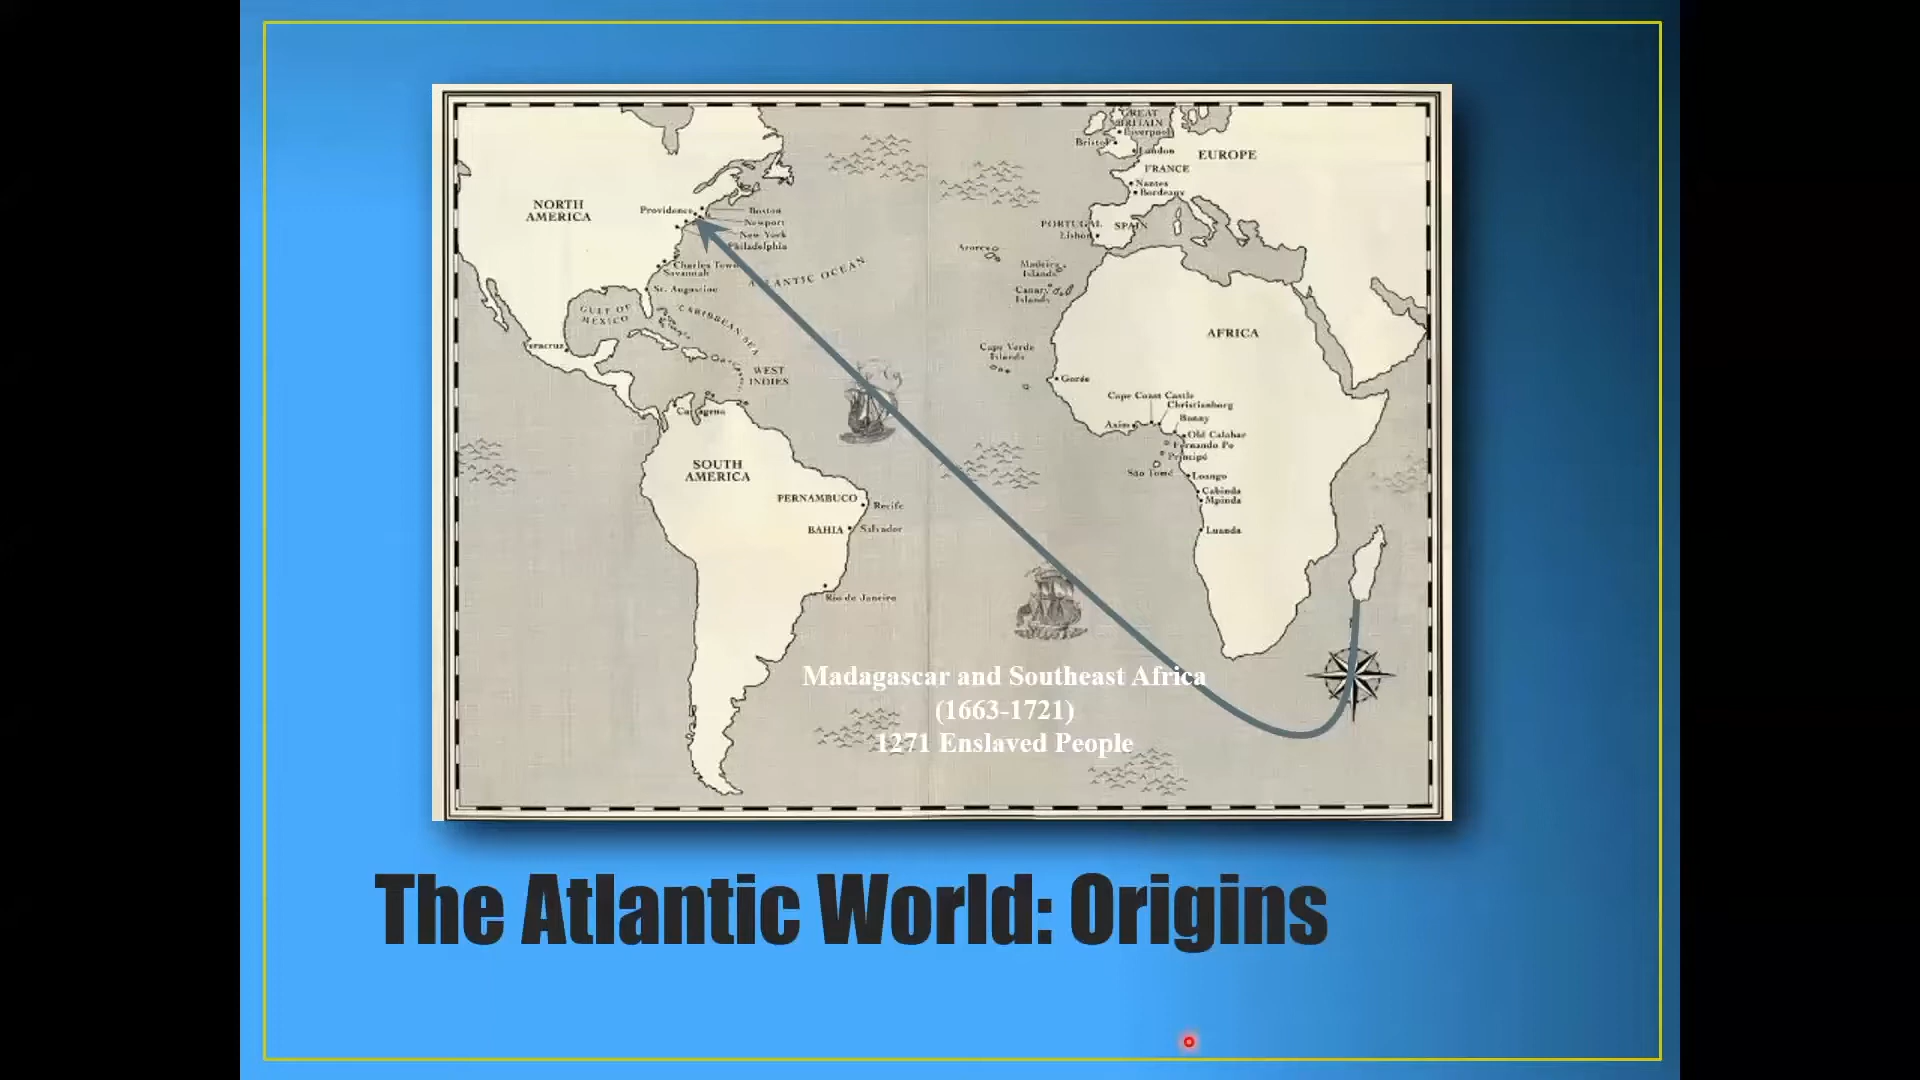 GREAT
BRITAIN
Liverpool
Bristol
London
EUROPE
FRANCE
Nantes
Bordeaux
NORTH
AMERICA
Providence
Boston
Newport
New York
Philadelphia
PORTUGAL
SPAIN
Lisbon
Azores
Charles Town
Savannah
ATLANTIC OCEAN
Madeira
Islands
St. Augustine
Canary
Islands
GULF OF
MEXICO
CARIBBEAN SEA
AFRICA
Veracruz
Cape Verde
Islands
WEST
INDIES
Gorée
Cape Coast Castle
Christianborg
Cartagena
Bonny
Axim
Old Calabar
Fernando Po
Principé
SOUTH
AMERICA
São Tomé
Loango
Cabinda
Mpinda
PERNAMBUCO
Recife
BAHIA
Salvador
Luanda
Rio de Janeiro
Madagascar and Southeast Africa
(1663-1721)
1271 Enslaved People
The Atlantic World: Origins